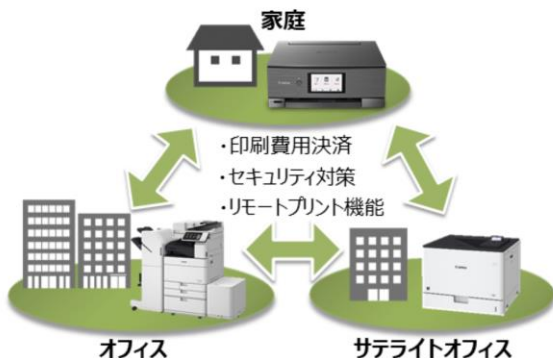 家庭
・印刷費用決済
・セキュリティ対策
・リモートプリント機能
オフィス
サテライトオフィス